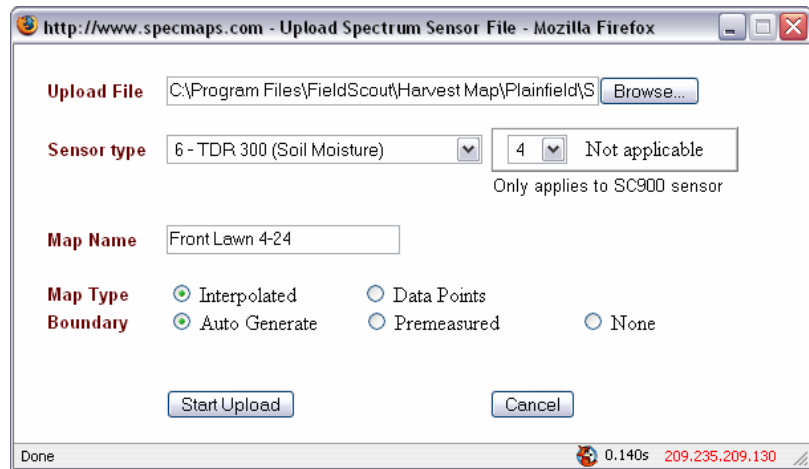 http://www.specmaps.com - Upload Spectrum Sensor File - Mozilla Firefox
Upload File C:\Program Files\FieldScout\Harvest Map\Plainfield\S Browse...
Sensor type 6 - TDR 300 (Soil Moisture) 4 Not applicable
Only applies to SC900 sensor
Map Name Front Lawn 4-24
Map Type Interpolated Data Points
Boundary Auto Generate Premeasured None
Start Upload Cancel
Done 0.140s 209.235.209.130